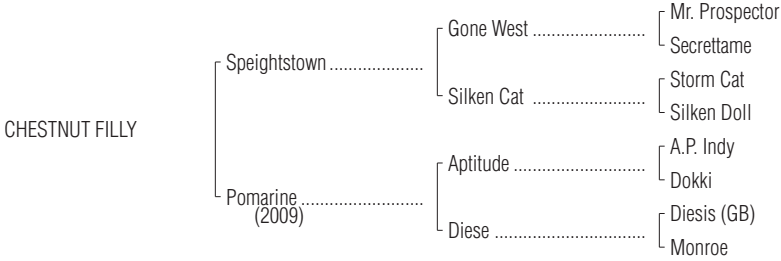 Mr. Prospector
Gone West ..........................
Secrettame
Speightstown .....................
Storm Cat
Silken Cat ..........................
Silken Doll
CHESTNUT FILLY
A.P. Indy
Aptitude ..............................
Dokki
Pomarine ...........................
(2009)
Diesis (GB)
Diese ..................................
Monroe